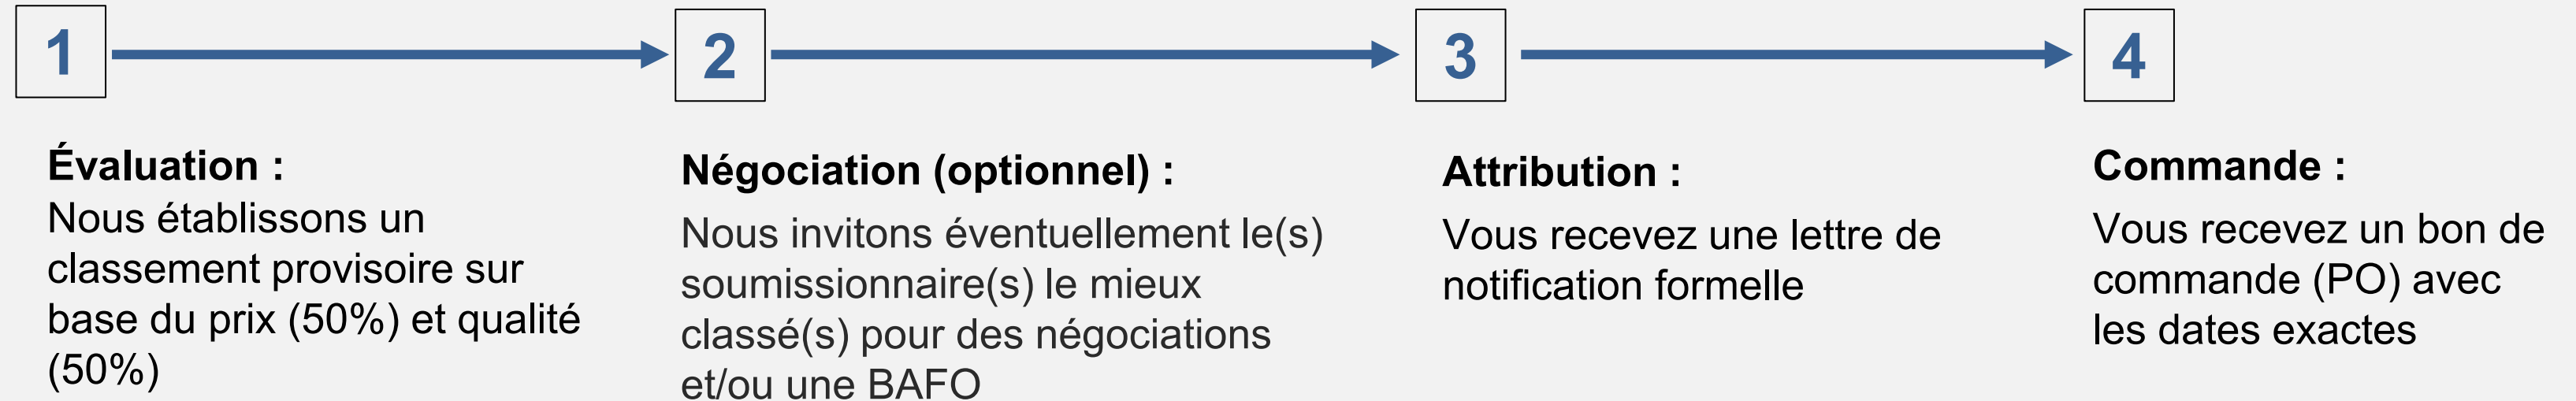 1
Évaluation :
Nous établissons un
classement provisoire sur
base du prix (50%) et qualité
(50%)
2
Négociation (optionnel) :
Nous invitons éventuellement le(s)
soumissionnaire(s) le mieux
classé(s) pour des négociations
et/ou une BAFO
3
Attribution :
Vous recevez une lettre de
notification formelle
4
Commande :
Vous recevez un bon de
commande (PO) avec
les dates exactes